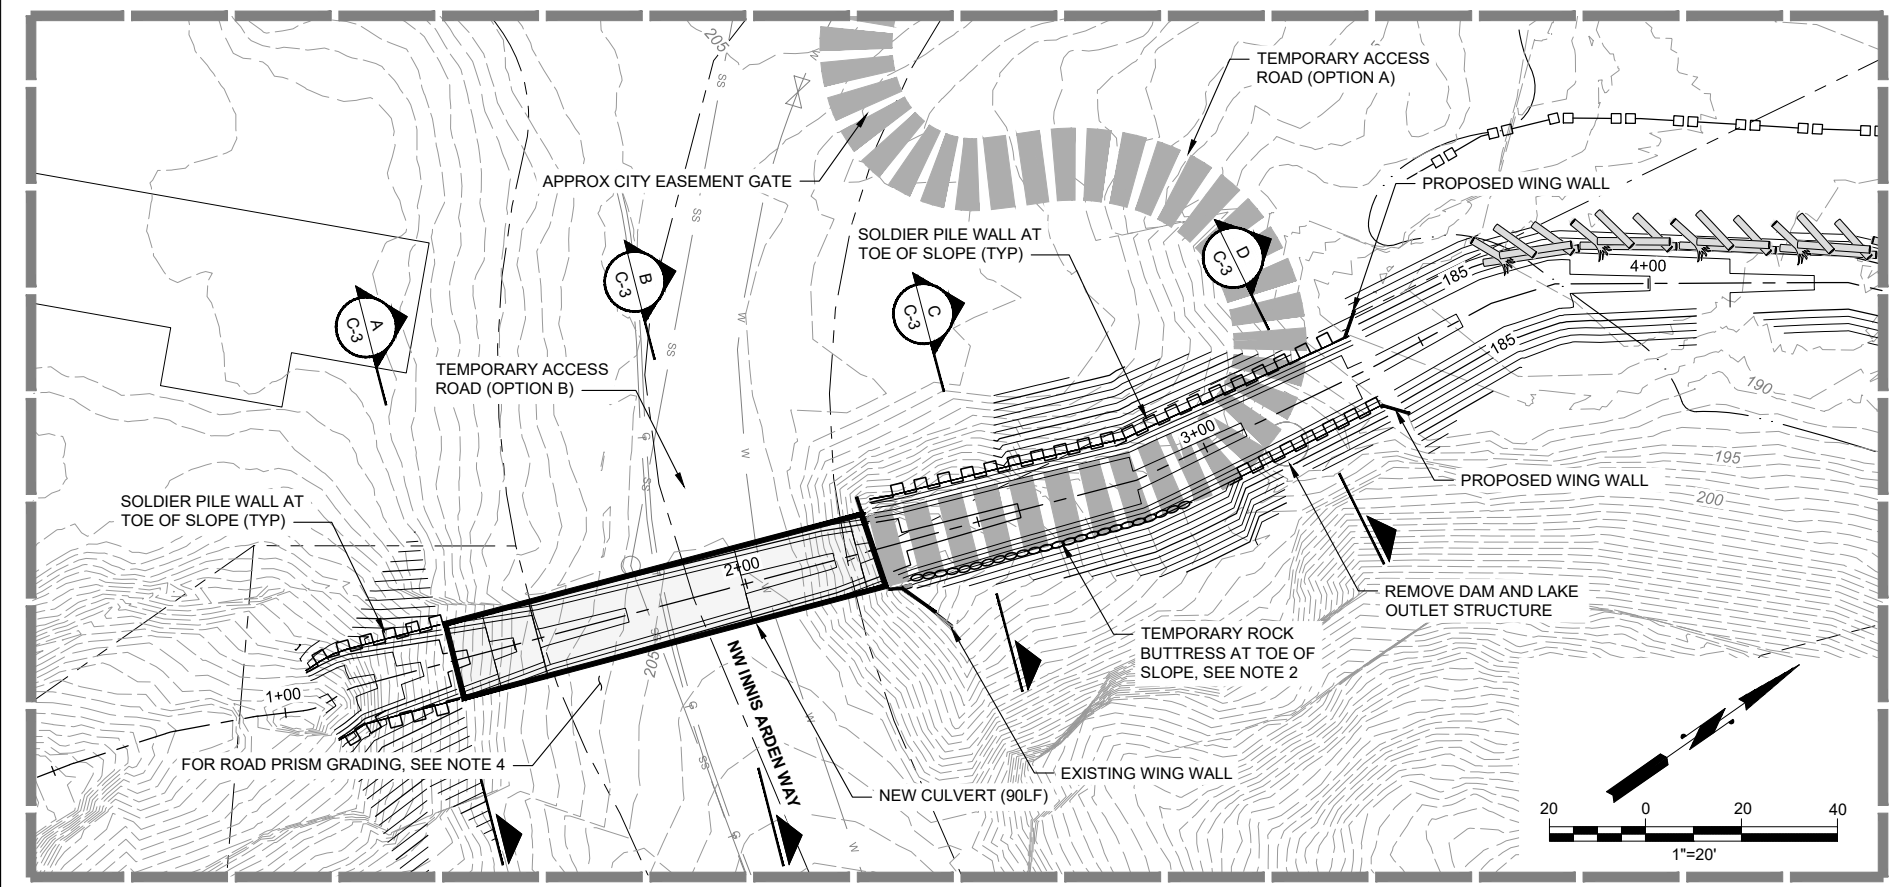 205
SS
W
TEMPORARY ACCESS
ROAD (OPTION A)
APPROX CITY EASEMENT GATE
PROPOSED WING WALL
SS
SOLDIER PILE WALL AT
TOE OF SLOPE (TYP)
D
C-3
B
C-3
185
4+00
C
C-3
A
C-3
W
SS
185
TEMPORARY ACCESS
ROAD (OPTION B)
190
3+00
G
W
195
PROPOSED WING WALL
SS
200
SOLDIER PILE WALL AT
TOE OF SLOPE (TYP)
2+00
W
REMOVE DAM AND LAKE
OUTLET STRUCTURE
TEMPORARY ROCK
BUTTRESS AT TOE OF
SLOPE, SEE NOTE 2
SS
205
NW INNIS ARDEN WAY
1+00
G
W
FOR ROAD PRISM GRADING, SEE NOTE 4
SS
EXISTING WING WALL
NEW CULVERT (90LF)
G
W
20 0 20 40
1"=20'